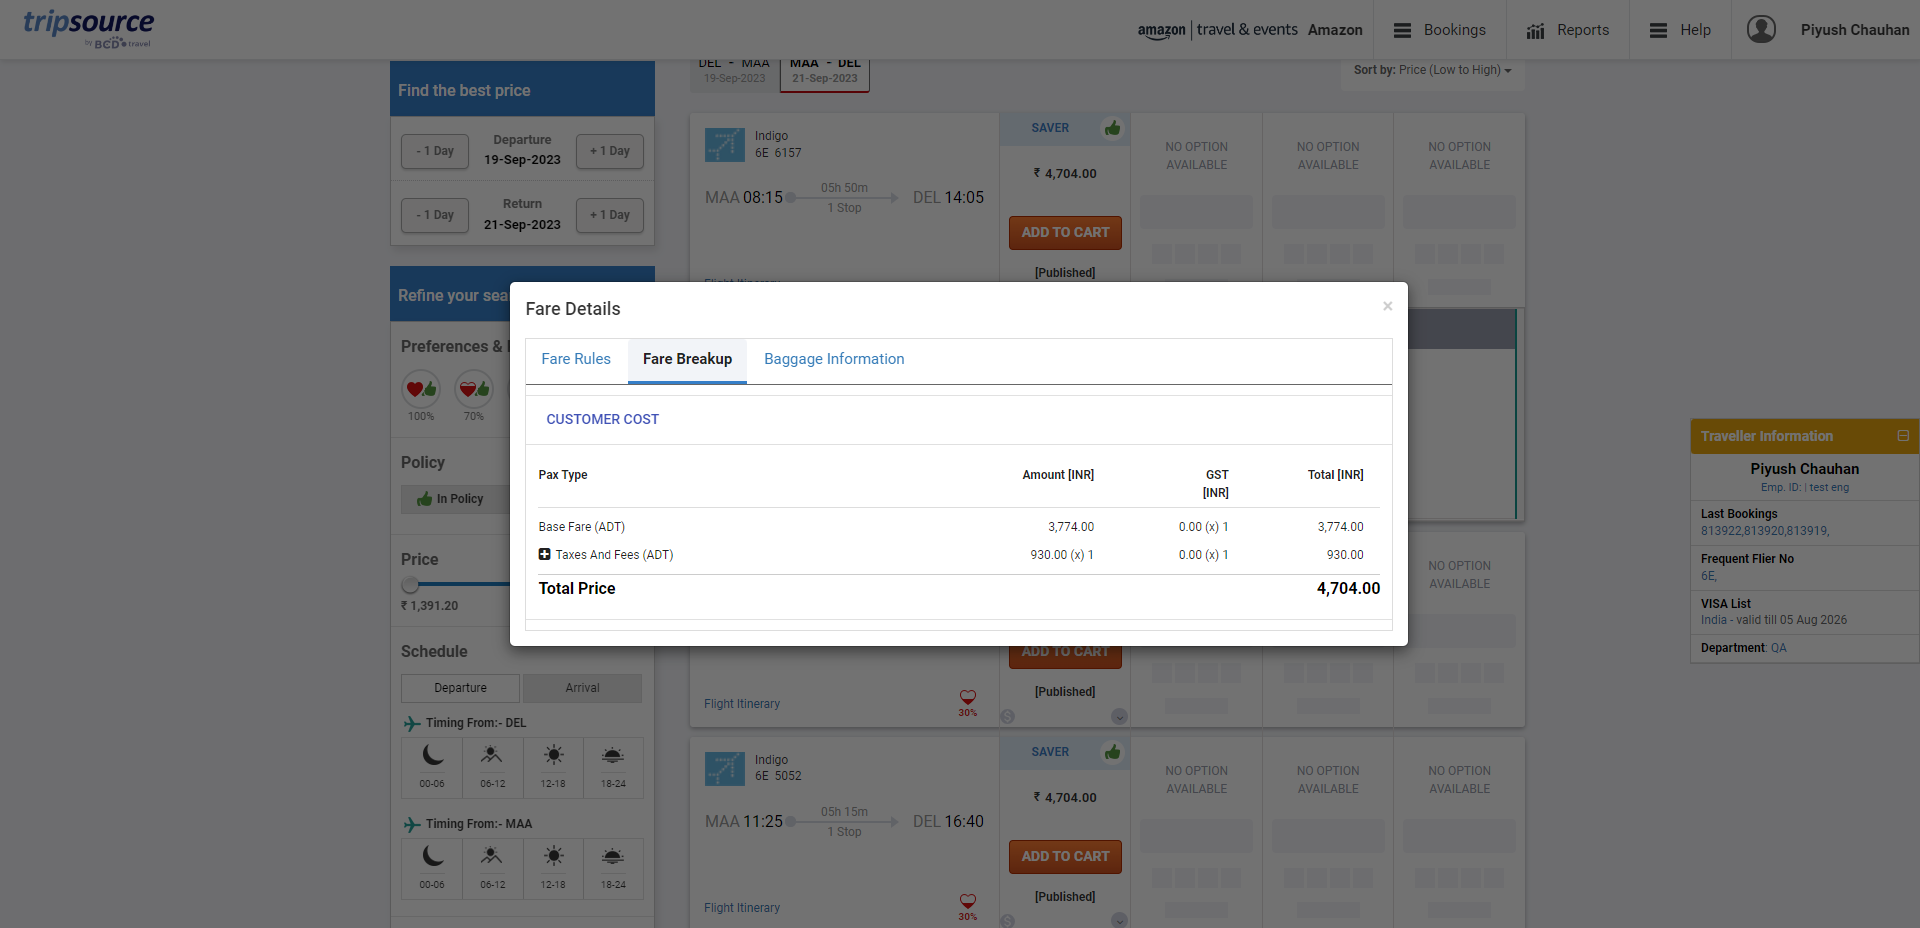 tripsource
by BCD travel
amazon | travel & events Amazon
Bookings
Reports
Help
Piyush Chauhan
Find the best price
- 1 Day
Departure
19-Sep-2023
+ 1 Day
- 1 Day
Return
21-Sep-2023
+ 1 Day
Refine your sea
Preferences &
100%
70%
Policy
In Policy
Price
₹ 1,391.20
Schedule
Departure
Arrival
Timing From:- DEL
00-06
06-12
12-18
18-24
Timing From:- MAA
00-06
06-12
12-18
18-24
DEL - MAA
19-Sep-2023
MAA - DEL
21-Sep-2023
Sort by: Price (Low to High)
Indigo
6E 6157
MAA 08:15
05h 50m
1 Stop
DEL 14:05
SAVER
₹ 4,704.00
ADD TO CART
[Published]
NO OPTION
AVAILABLE
NO OPTION
AVAILABLE
NO OPTION
AVAILABLE
Fare Details
×
Fare Rules
Fare Breakup
Baggage Information
CUSTOMER COST
Pax Type
Amount [INR]
GST
[INR]
Total [INR]
Base Fare (ADT)
3,774.00
0.00 (x) 1
3,774.00
Taxes And Fees (ADT)
930.00 (x) 1
0.00 (x) 1
930.00
Total Price
4,704.00
NO OPTION
AVAILABLE
ADD TO CART
[Published]
Flight Itinerary
30%
Indigo
6E 5052
MAA 11:25
05h 15m
1 Stop
DEL 16:40
SAVER
₹ 4,704.00
ADD TO CART
[Published]
NO OPTION
AVAILABLE
NO OPTION
AVAILABLE
NO OPTION
AVAILABLE
Flight Itinerary
30%
Traveller Information
Piyush Chauhan
Emp. ID: | test eng
Last Bookings
813922,813920,813919,
Frequent Flier No
6E,
VISA List
India - valid till 05 Aug 2026
Department: QA